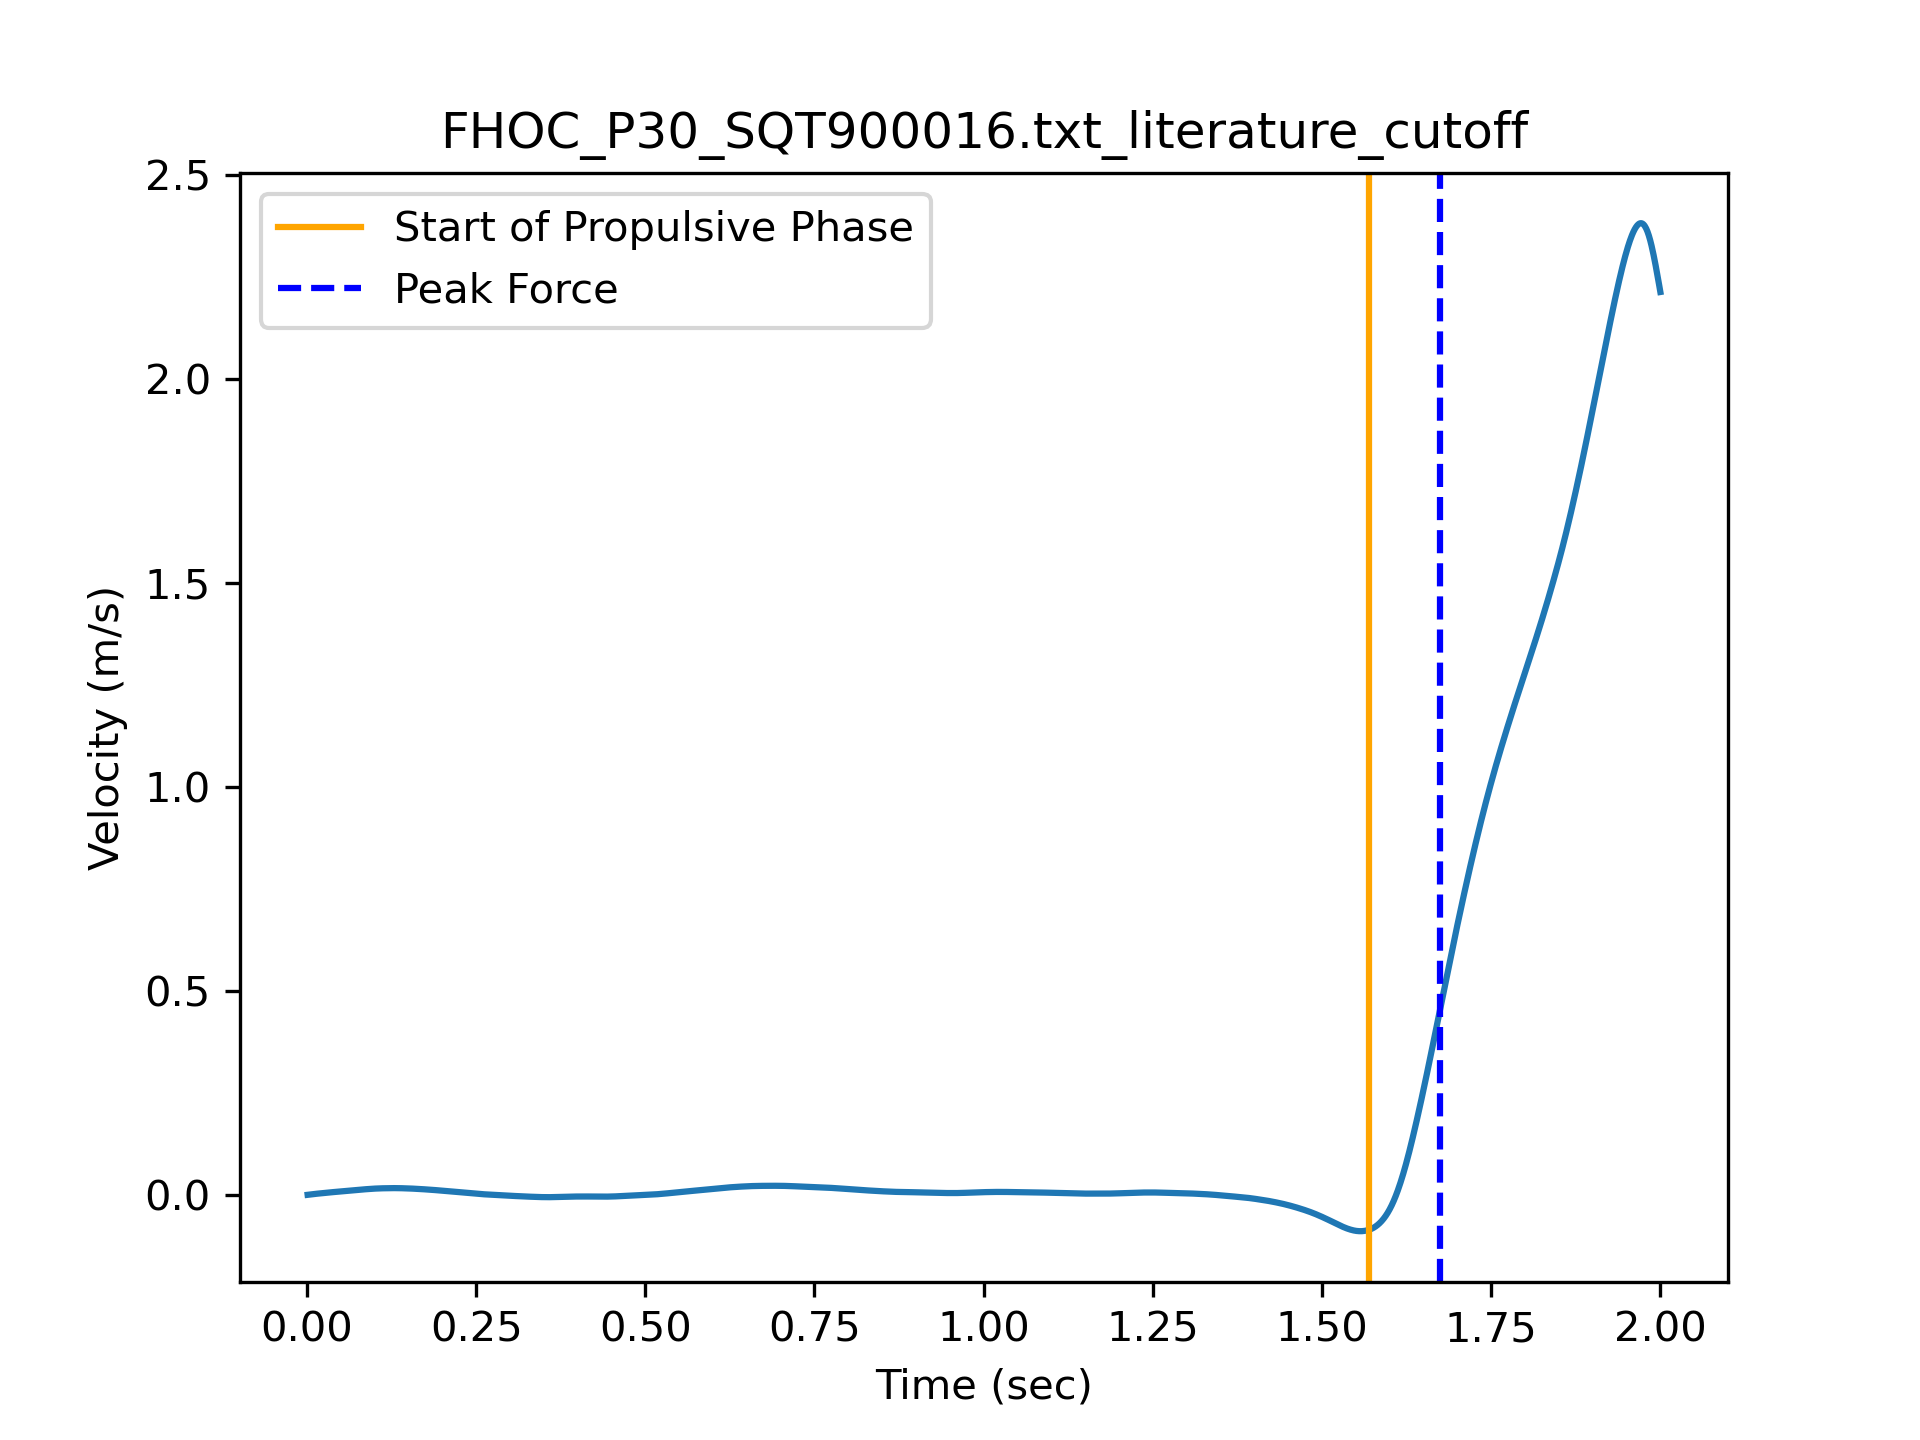 FHOC_P30_SQT900016.txt_literature_cutoff
Start of Propulsive Phase
Peak Force
2.5
2.0
1.5
1.0
0.5
0.0
Velocity (m/s)
0.00 0.25 0.50 0.75 1.00 1.25 1.50 1.75 2.00
Time (sec)